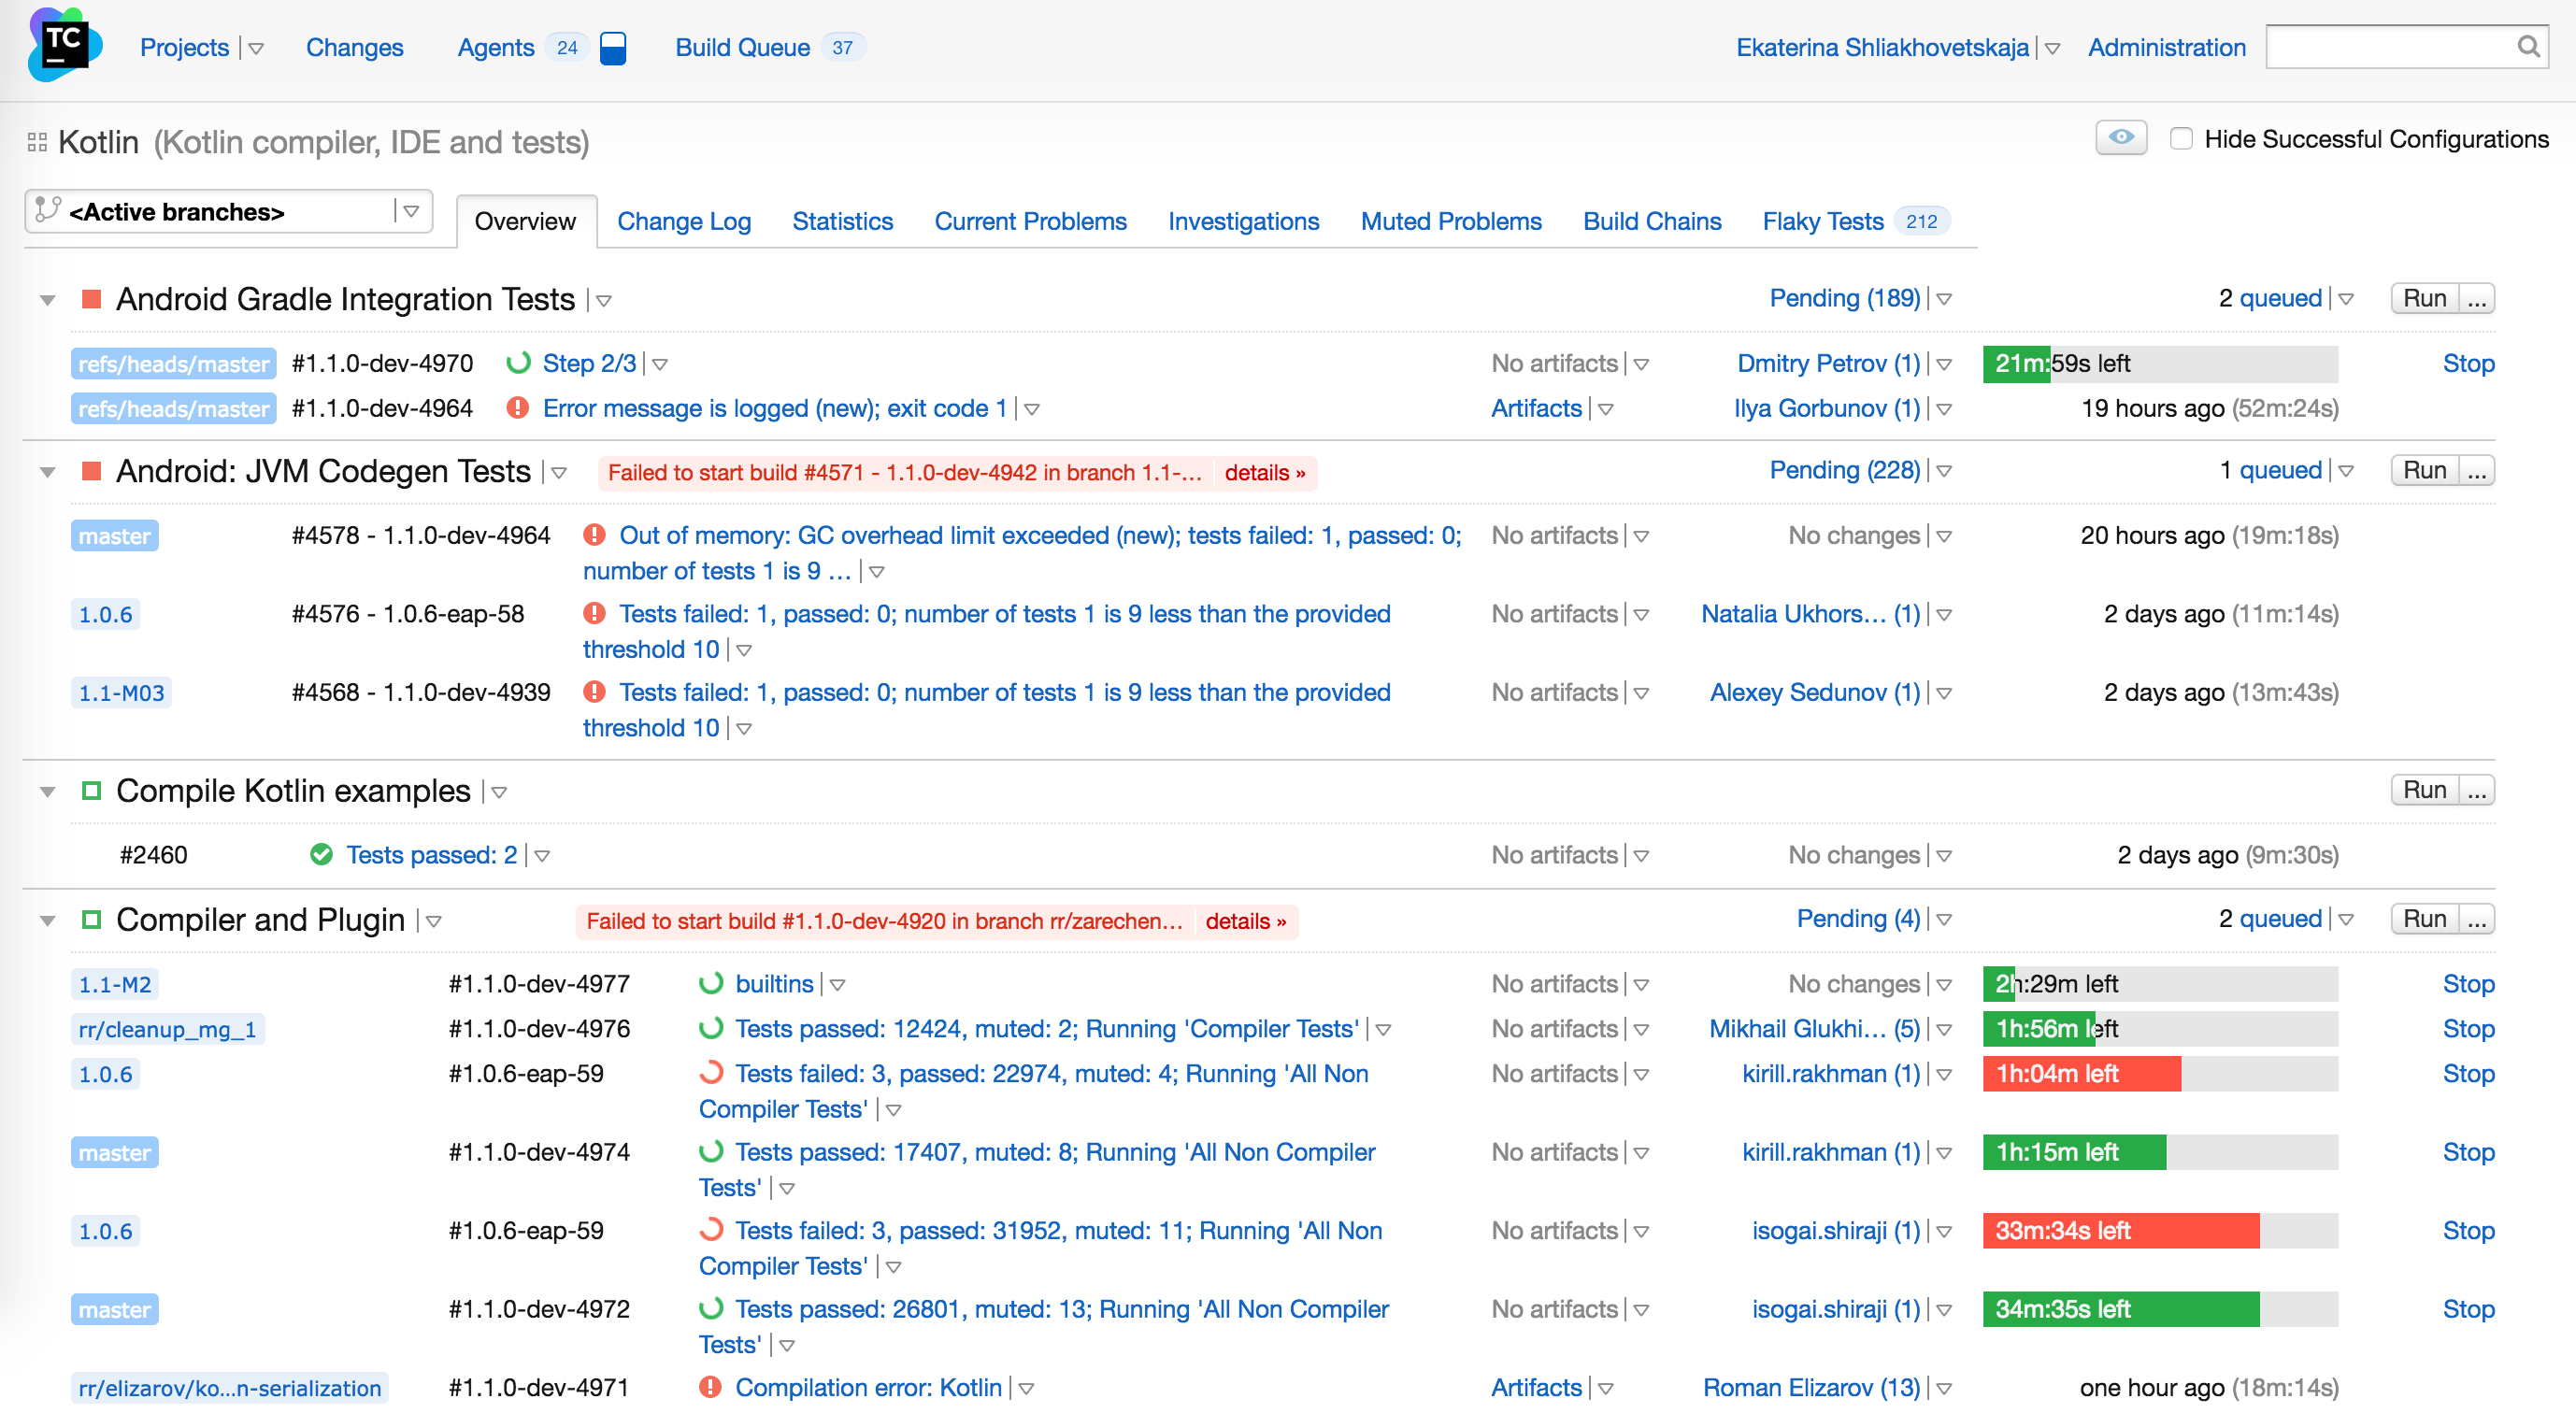 TC Projects Changes Agents 24 Build Queue 37 Ekaterina Shliakhovetskaja Administration
Kotlin (Kotlin compiler, IDE and tests) Hide Successful Configurations
<Active branches> Overview Change Log Statistics Current Problems Investigations Muted Problems Build Chains Flaky Tests 212
Android Gradle Integration Tests Pending (189) 2 queued Run ...
refs/heads/master #1.1.0-dev-4970 Step 2/3 No artifacts Dmitry Petrov (1) 21m:59s left Stop
refs/heads/master #1.1.0-dev-4964 Error message is logged (new); exit code 1 Artifacts Ilya Gorbunov (1) 19 hours ago (52m:24s)
Android: JVM Codegen Tests Failed to start build #4571 - 1.1.0-dev-4942 in branch 1.1-... details » Pending (228) 1 queued Run ...
master #4578 - 1.1.0-dev-4964 Out of memory: GC overhead limit exceeded (new); tests failed: 1, passed: 0; No artifacts No changes 20 hours ago (19m:18s)
number of tests 1 is 9 ...
1.0.6 #4576 - 1.0.6-eap-58 Tests failed: 1, passed: 0; number of tests 1 is 9 less than the provided No artifacts Natalia Ukhors... (1) 2 days ago (11m:14s)
threshold 10
1.1-M03 #4568 - 1.1.0-dev-4939 Tests failed: 1, passed: 0; number of tests 1 is 9 less than the provided No artifacts Alexey Sedunov (1) 2 days ago (13m:43s)
threshold 10
Compile Kotlin examples Run ...
#2460 Tests passed: 2 No artifacts No changes 2 days ago (9m:30s)
Compiler and Plugin Failed to start build #1.1.0-dev-4920 in branch rr/zarechen... details » Pending (4) 2 queued Run ...
1.1-M2 #1.1.0-dev-4977 builtins No artifacts No changes 2h:29m left Stop
rr/cleanup_mg_1 #1.1.0-dev-4976 Tests passed: 12424, muted: 2; Running 'Compiler Tests' No artifacts Mikhail Glukhi... (5) 1h:56m left Stop
1.0.6 #1.0.6-eap-59 Tests failed: 3, passed: 22974, muted: 4; Running 'All Non No artifacts kirill.rakhman (1) 1h:04m left Stop
Compiler Tests'
master #1.1.0-dev-4974 Tests passed: 17407, muted: 8; Running 'All Non Compiler No artifacts kirill.rakhman (1) 1h:15m left Stop
Tests'
1.0.6 #1.0.6-eap-59 Tests failed: 3, passed: 31952, muted: 11; Running 'All Non No artifacts isogai.shiraji (1) 33m:34s left Stop
Compiler Tests'
master #1.1.0-dev-4972 Tests passed: 26801, muted: 13; Running 'All Non Compiler No artifacts isogai.shiraji (1) 34m:35s left Stop
Tests'
rr/elizarov/ko...n-serialization #1.1.0-dev-4971 Compilation error: Kotlin Artifacts Roman Elizarov (13) one hour ago (18m:14s)